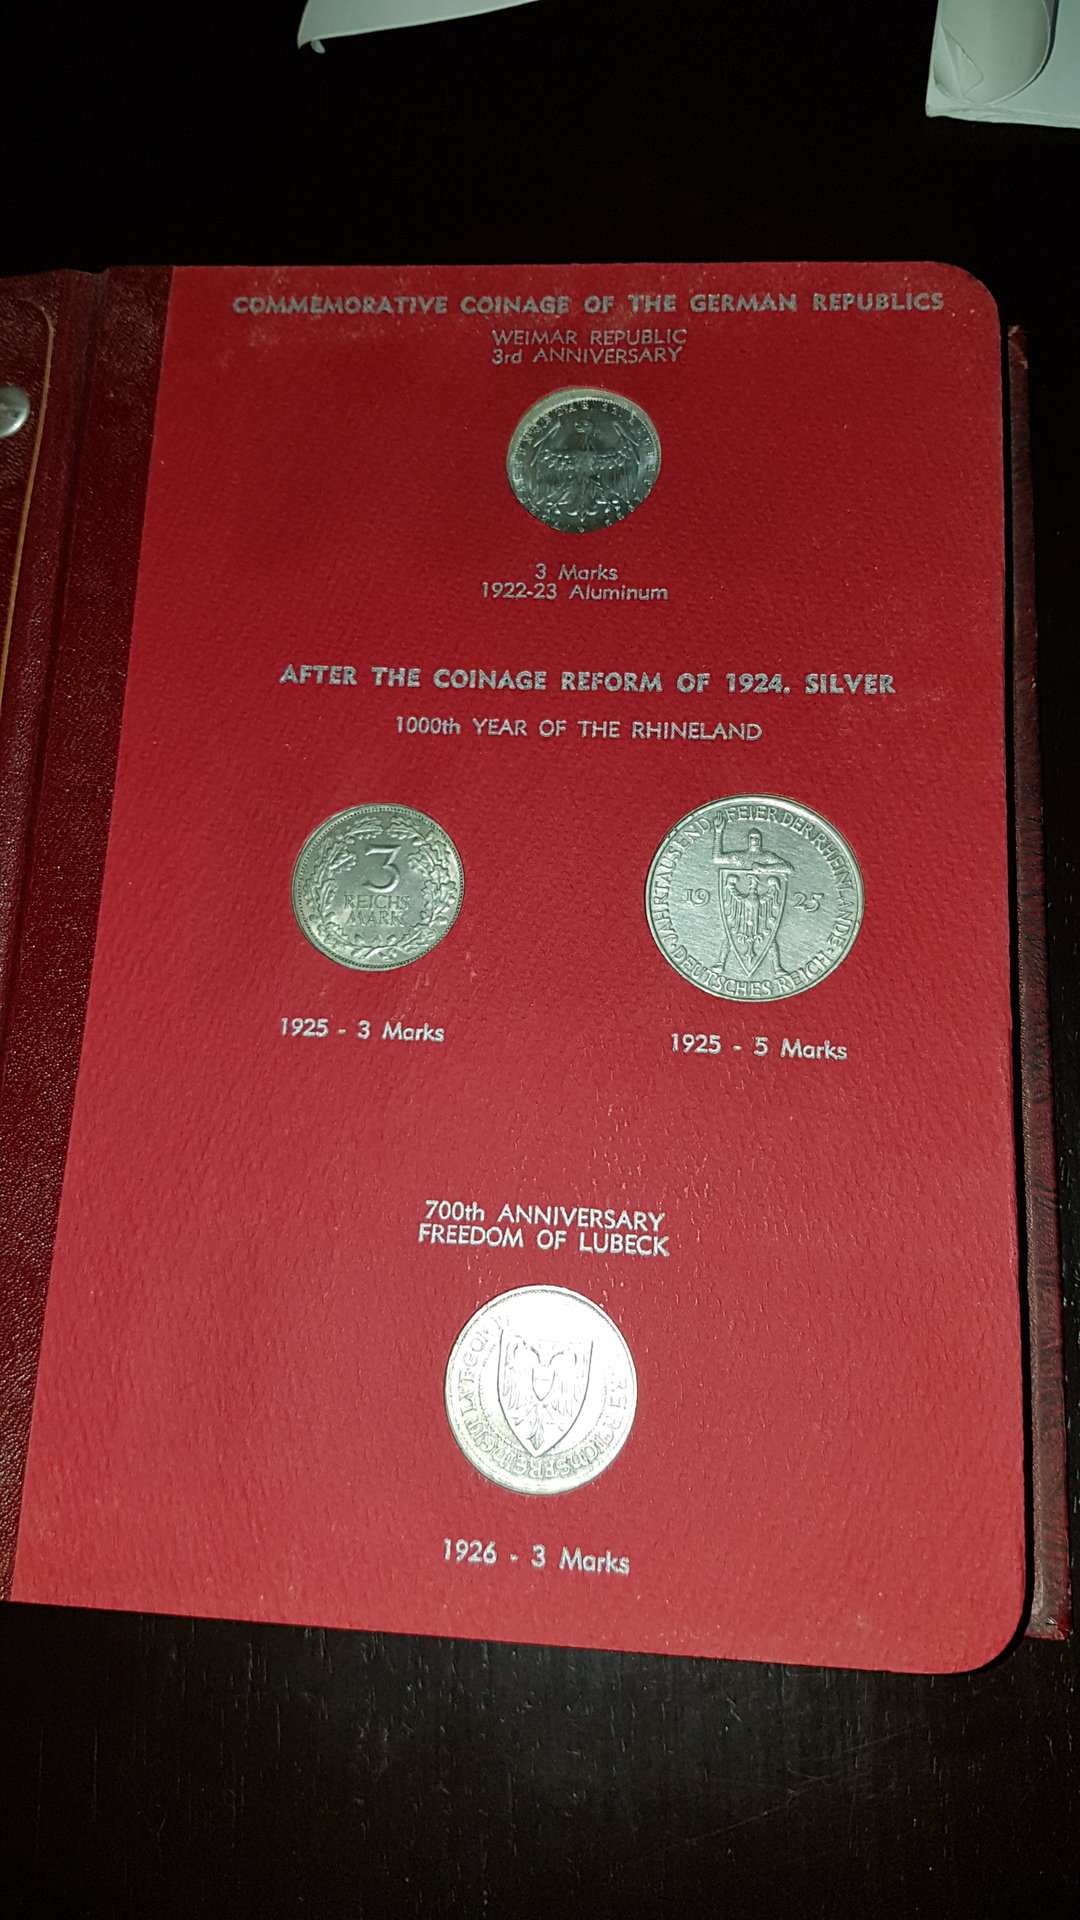 COMMEMORATIVE COINAGE OF THE GERMAN REPUBLICS
WEIMAR REPUBLIC
3rd ANNIVERSARY
3 Marks
1922-23 Aluminum
AFTER THE COINAGE REFORM OF 1924. SILVER
1000th YEAR OF THE RHINELAND
3
REICHS
MARK
JAHRTAUSEND FEIER DER RHEINLANDE
19 25
DEUTSCHES REICH
1925 - 3 Marks
1925 - 5 Marks
700th ANNIVERSARY
FREEDOM OF LUBECK
1926 - 3 Marks